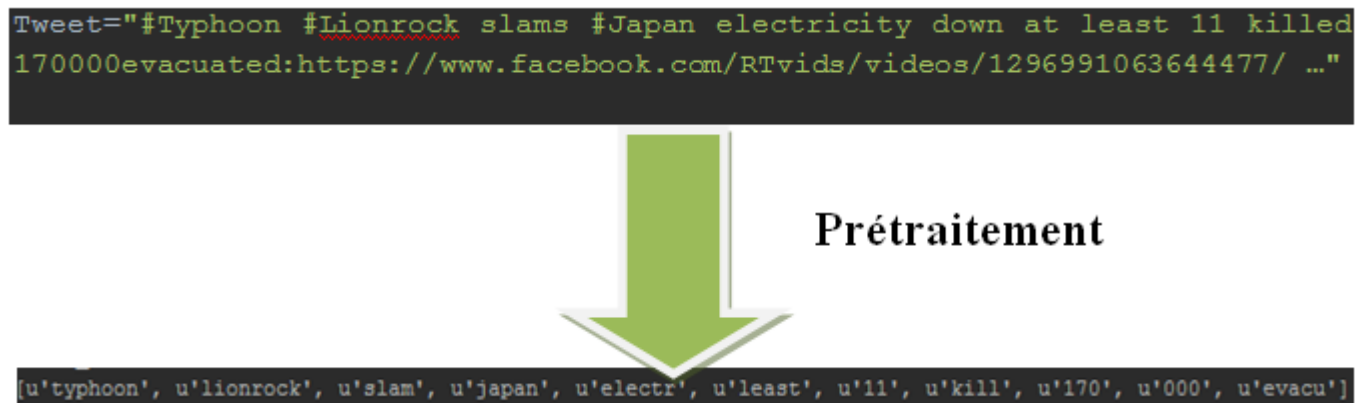 Tweet="#Typhoon #Lionrock slams #Japan electricity down at least 11 killed
170000evacuated:https://www.facebook.com/RTvids/videos/1296991063644477/ …"
Prétraitement
[u'typhoon', u'lionrock', u'slam', u'japan', u'electr', u'least', u'11', u'kill', u'170', u'000', u'evacu']